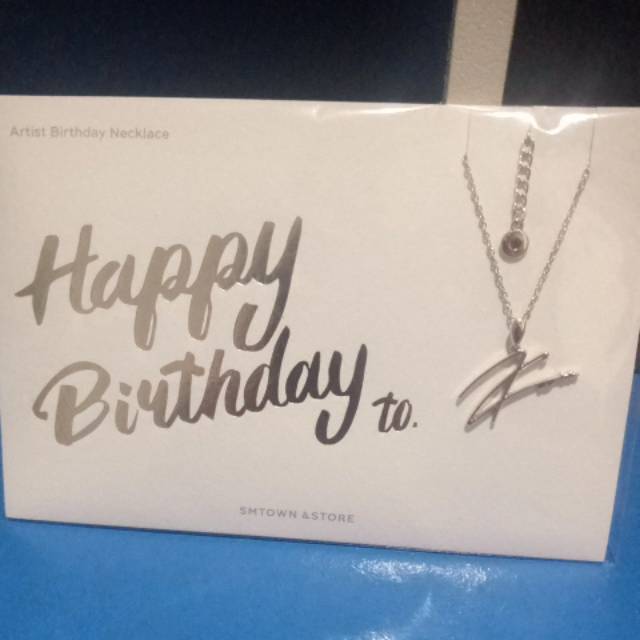 Artist Birthday Necklace
Happy
Birthday to.
SMTOWN &STORE